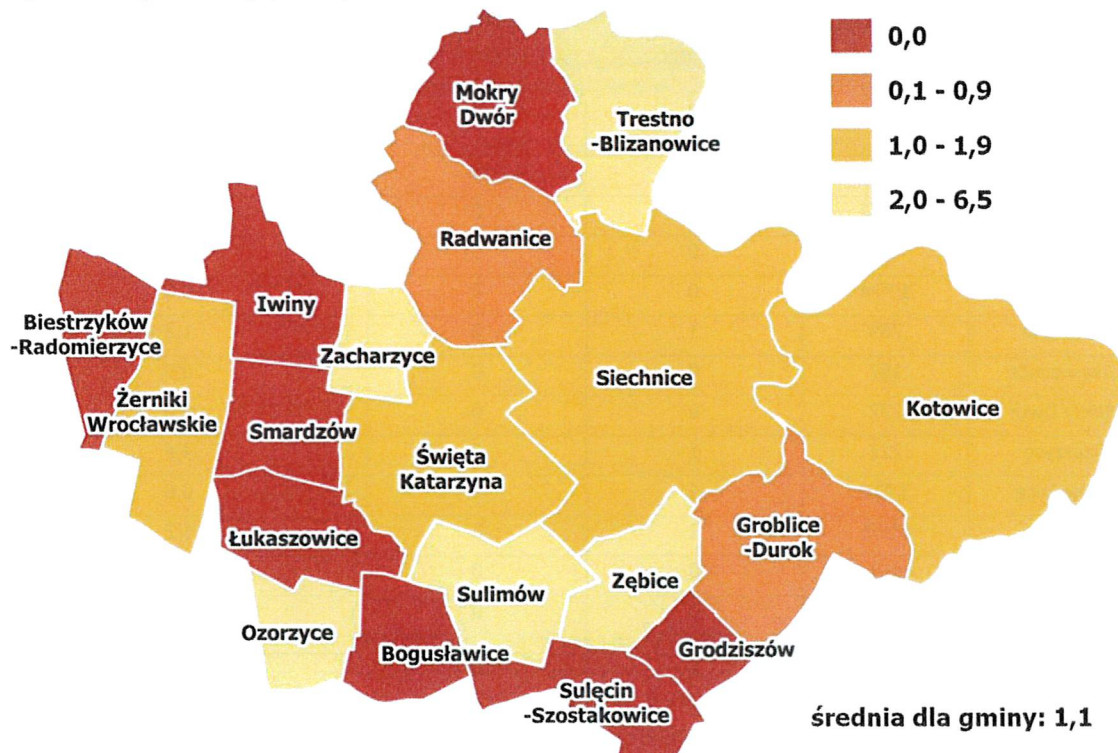 0,0
0,1 - 0,9
1,0 - 1,9
2,0 - 6,5
Mokry
Dwór
Trestno
-Blizanowice
Radwanice
Iwiny
Biestrzyków
-Radomierzyce
Zacharzyce
Siechnice
Żerniki
Wrocławskie
Kotowice
Smardzów
Święta
Katarzyna
Łukaszowice
Groblice
-Durok
Sulimów
Zębice
Ozorzyce
Bogusławice
Grodziszów
Sulęcin
-Szostakowice
średnia dla gminy: 1,1